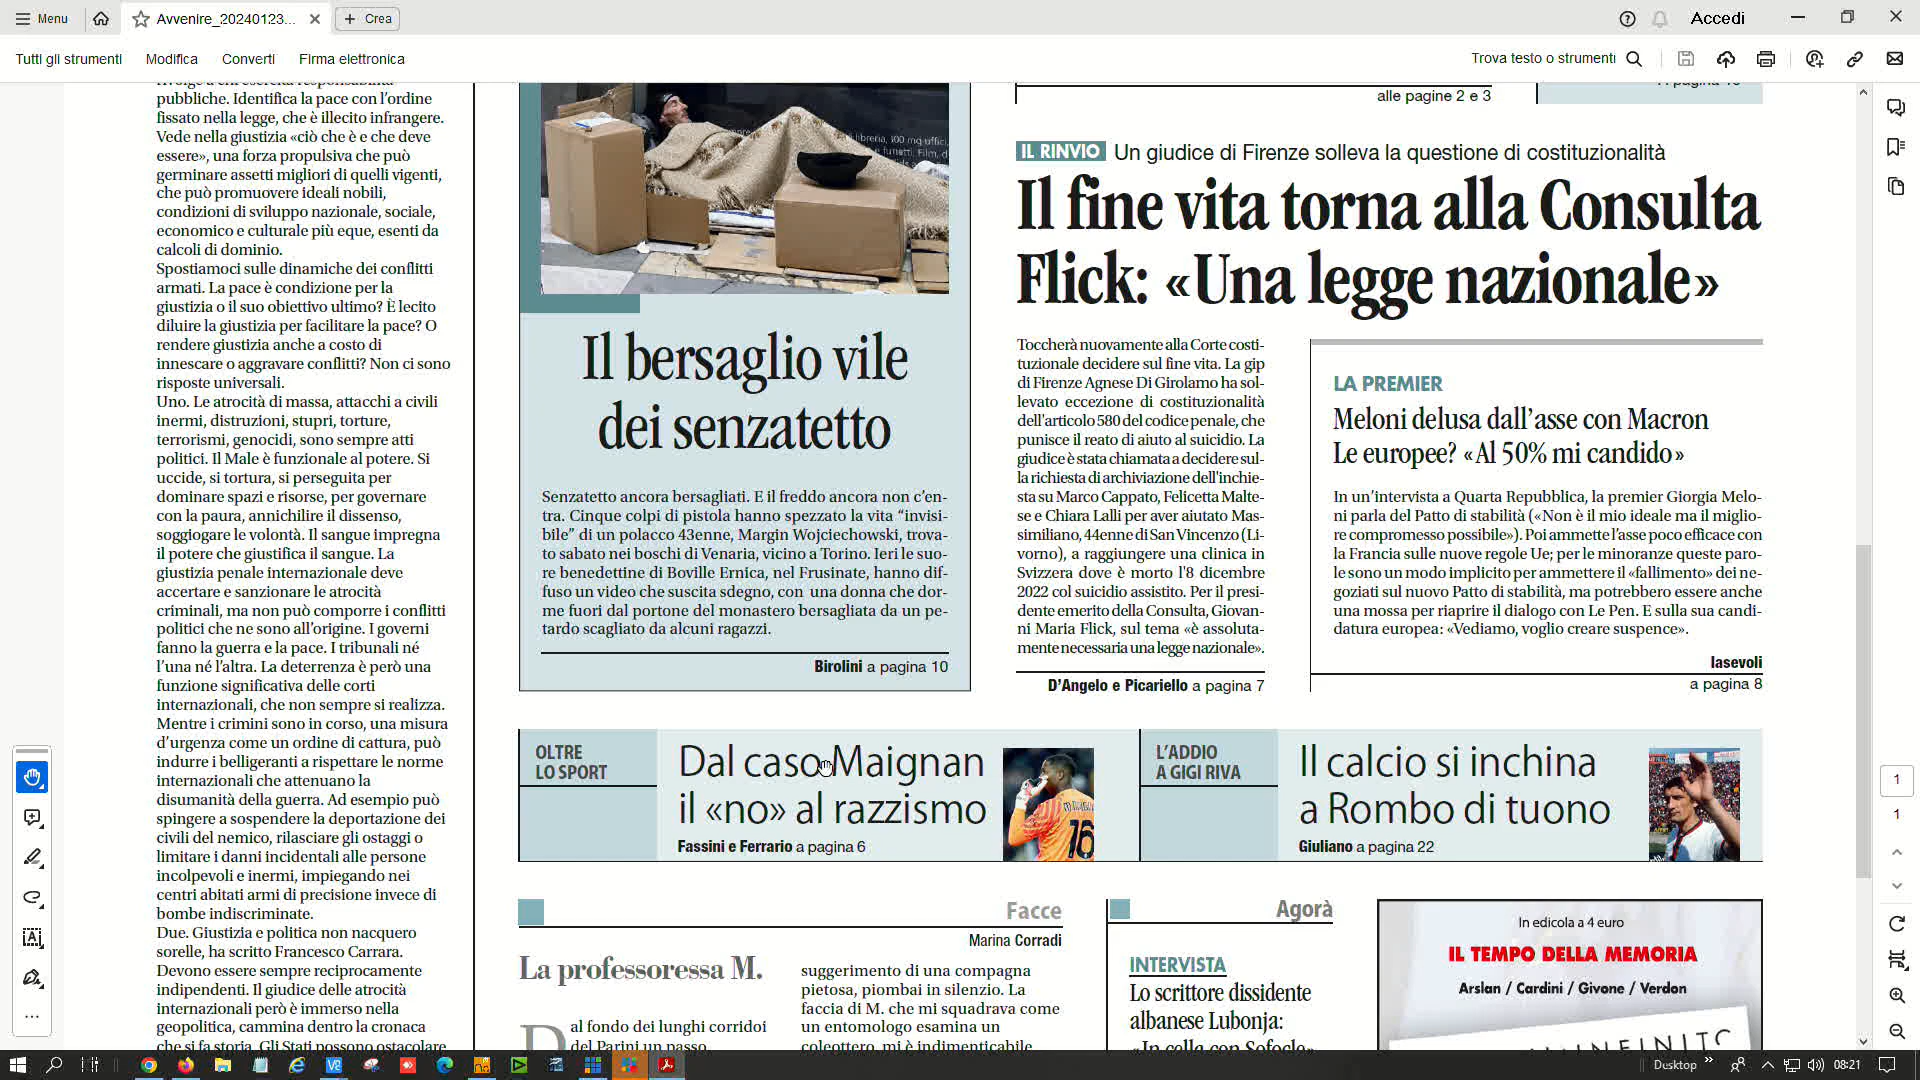 Menu
Avvenire_20240123...
Crea
Accedi
Tutti gli strumenti
Modifica
Converti
Firma elettronica
Trova testo o strumenti
pubbliche. Identifica la pace con l'ordine
fissato nella legge, che è illecito infrangere.
Vede nella giustizia «ciò che è e che deve
essere», una forza propulsiva che può
germinare assetti migliori di quelli vigenti,
che può promuovere ideali nobili,
condizioni di sviluppo nazionale, sociale,
economico e culturale più eque, esenti da
calcoli di dominio.
Spostiamoci sulle dinamiche dei conflitti
armati. La pace è condizione per la
giustizia o il suo obiettivo ultimo? È lecito
diluire la giustizia per facilitare la pace? O
rendere giustizia anche a costo di
innescare o aggravare conflitti? Non ci sono
risposte universali.
Uno. Le atrocità di massa, attacchi a civili
inermi, distruzioni, stupri, torture,
terrorismi, genocidi, sono sempre atti
politici. Il Male è funzionale al potere. Si
uccide, si tortura, si perseguita per
dominare spazi e risorse, per governare
con la paura, annichilire il dissenso,
soggiogare le volontà. Il sangue impregna
il potere che giustifica il sangue. La
giustizia penale internazionale deve
accertare e sanzionare le atrocità
criminali, ma non può comporre i conflitti
politici che ne sono all'origine. I governi
fanno la guerra e la pace. I tribunali né
l'una né l'altra. La deterrenza è però una
funzione significativa delle corti
internazionali, che non sempre si realizza.
Mentre i crimini sono in corso, una misura
d'urgenza come un ordine di cattura, può
indurre i belligeranti a rispettare le norme
internazionali che attenuano la
disumanità della guerra. Ad esempio può
spingere a sospendere la deportazione dei
civili del nemico, rilasciare gli ostaggi o
limitare i danni incidentali alle persone
incolpevoli e inermi, impiegando nei
centri abitati armi di precisione invece di
bombe indiscriminate.
Due. Giustizia e politica non nacquero
sorelle, ha scritto Francesco Carrara.
Devono essere sempre reciprocamente
indipendenti. Il giudice delle atrocità
internazionali però è immerso nella
geopolitica, cammina dentro la cronaca
che si fa storia. Gli Stati possono ostacolare
libreria, 100 mq uffici,
fumetti. Film, d
Il bersaglio vile
dei senzatetto
Senzatetto ancora bersagliati. E il freddo ancora non c'en-
tra. Cinque colpi di pistola hanno spezzato la vita “invisi-
bile” di un polacco 43enne, Margin Wojciechowski, trova-
to sabato nei boschi di Venaria, vicino a Torino. Ieri le suo-
re benedettine di Boville Ernica, nel Frusinate, hanno dif-
fuso un video che suscita sdegno, con una donna che dor-
me fuori dal portone del monastero bersagliata da un pe-
tardo scagliato da alcuni ragazzi.
Birolini a pagina 10
alle pagine 2 e 3
IL RINVIO Un giudice di Firenze solleva la questione di costituzionalità
Il fine vita torna alla Consulta
Flick: «Una legge nazionale»
Toccherà nuovamente alla Corte costi-
tuzionale decidere sul fine vita. La gip
di Firenze Agnese Di Girolamo ha sol-
levato eccezione di costituzionalità
dell'articolo 580 del codice penale, che
punisce il reato di aiuto al suicidio. La
giudice è stata chiamata a decidere sul-
la richiesta di archiviazione dell'inchie-
sta su Marco Cappato, Felicetta Malte-
se e Chiara Lalli per aver aiutato Mas-
similiano, 44enne di San Vincenzo (Li-
vorno), a raggiungere una clinica in
Svizzera dove è morto l'8 dicembre
2022 col suicidio assistito. Per il presi-
dente emerito della Consulta, Giovan-
ni Maria Flick, sul tema «è assoluta-
mente necessaria una legge nazionale».
D'Angelo e Picariello a pagina 7
LA PREMIER
Meloni delusa dall'asse con Macron
Le europee? «Al 50% mi candido»
In un'intervista a Quarta Repubblica, la premier Giorgia Melo-
ni parla del Patto di stabilità («Non è il mio ideale ma il miglio-
re compromesso possibile»). Poi ammette l'asse poco efficace con
la Francia sulle nuove regole Ue; per le minoranze queste paro-
le sono un modo implicito per ammettere il «fallimento» dei ne-
goziati sul nuovo Patto di stabilità, ma potrebbero essere anche
una mossa per riaprire il dialogo con Le Pen. E sulla sua candi-
datura europea: «Vediamo, voglio creare suspence».
Iasevoli
a pagina 8
OLTRE
LO SPORT
Dal caso Maignan
il «no» al razzismo
Fassini e Ferrario a pagina 6
16
L'ADDIO
A GIGI RIVA
Il calcio si inchina
a Rombo di tuono
Giuliano a pagina 22
Facce
Marina Corradi
La professoressa M.
Dal fondo dei lunghi corridoi
del Parini un passo
suggerimento di una compagna
pietosa, piombai in silenzio. La
faccia di M. che mi squadrava come
un entomologo esamina un
coleottero, mi è indimenticabile
Agorà
INTERVISTA
Lo scrittore dissidente
albanese Lubonja:
«In cella con Sofocle»
In edicola a 4 euro
IL TEMPO DELLA MEMORIA
Arslan / Cardini / Givone / Verdon
1
1
Desktop
08:21